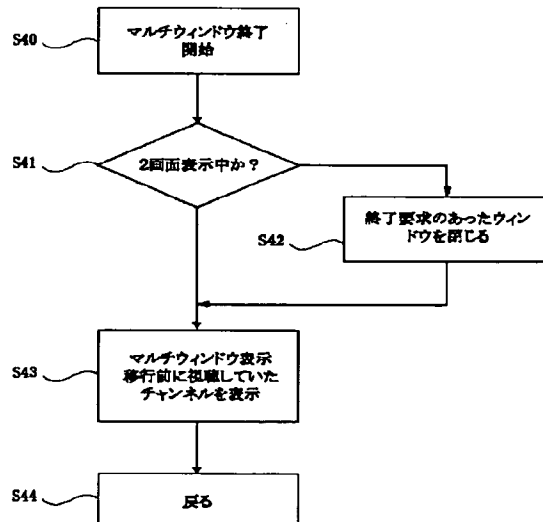 S40
マルチウィンドウ終了
開始
S41
2回面表示中か？
S42
終了要求のあったウィン
ドウを閉じる
S43
マルチウィンドウ表示
移行前に視聴していた
チャンネルを表示
S44
戻る